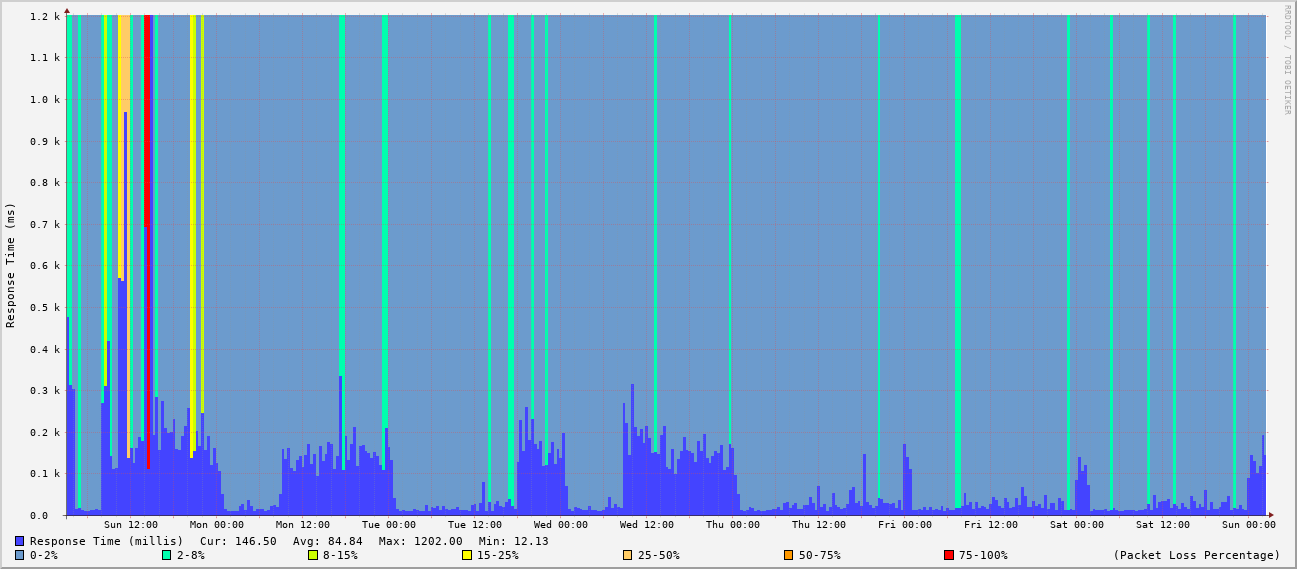 1.2 k
1.1 k
1.0 k
0.9 k
0.8 k
0.7 k
0.6 k
0.5 k
0.4 k
0.3 k
0.2 k
0.1 k
0.0
Response Time (ms)
RRDTOOL / TOBI OETIKER
Sun 12:00 Mon 00:00 Mon 12:00 Tue 00:00 Tue 12:00 Wed 00:00 Wed 12:00 Thu 00:00 Thu 12:00 Fri 00:00 Fri 12:00 Sat 00:00 Sat 12:00 Sun 00:00
Response Time (millis) Cur: 146.50 Avg: 84.84 Max: 1202.00 Min: 12.13
0-2% 2-8% 8-15% 15-25% 25-50% 50-75% 75-100% (Packet Loss Percentage)